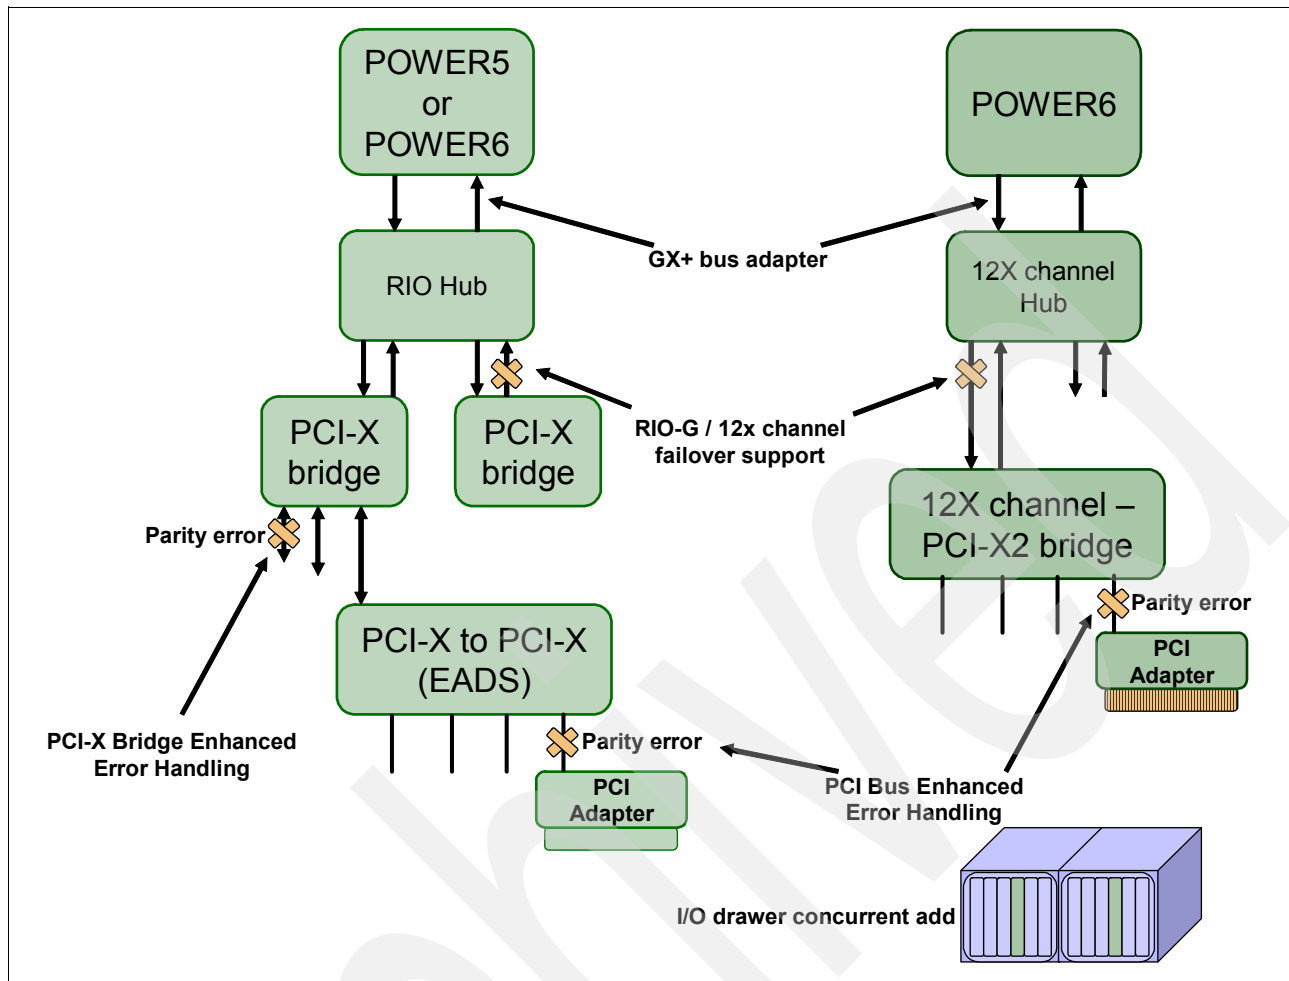 POWER5
or
POWER6
POWER6
RIO Hub
GX+ bus adapter
12X channel
Hub
PCI-X
bridge
PCI-X
bridge
RIO-G / 12x channel
failover support
12X channel –
PCI-X2 bridge
Parity error
Parity error
PCI
Adapter
PCI-X to PCI-X
(EADS)
PCI-X Bridge Enhanced
Error Handling
Parity error
PCI
Adapter
PCI Bus Enhanced
Error Handling
I/O drawer concurrent add